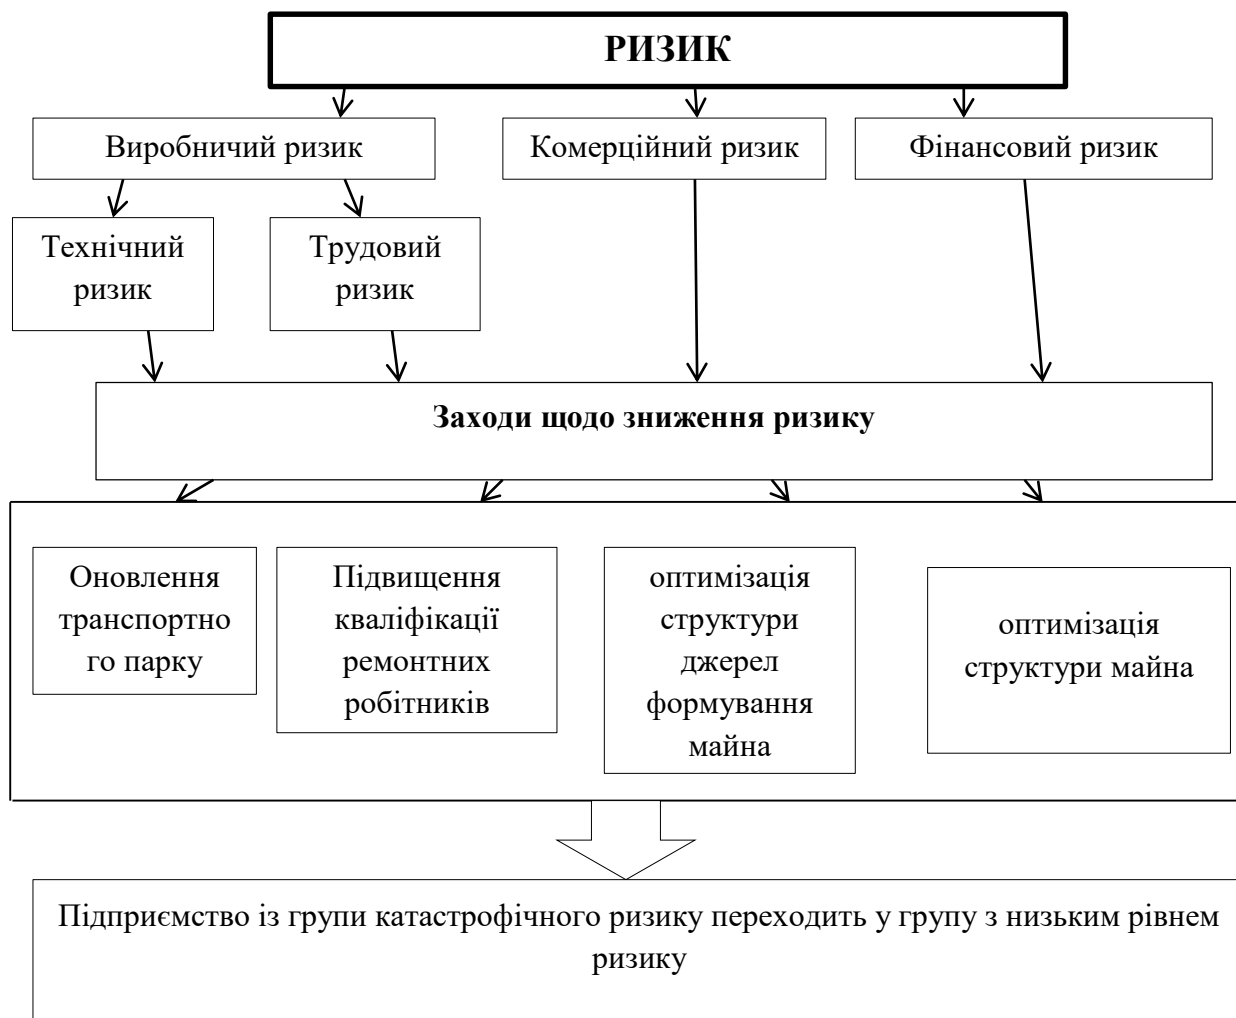 РИЗИК
Виробничий ризик
Комерційний ризик
Фінансовий ризик
Технічний
ризик
Трудовий
ризик
Заходи щодо зниження ризику
Оновлення
транспортно
го парку
Підвищення
кваліфікації
ремонтних
робітників
оптимізація
структури
джерел
формування
майна
оптимізація
структури майна
Підприємство із групи катастрофічного ризику переходить у групу з низьким рівнем
ризику